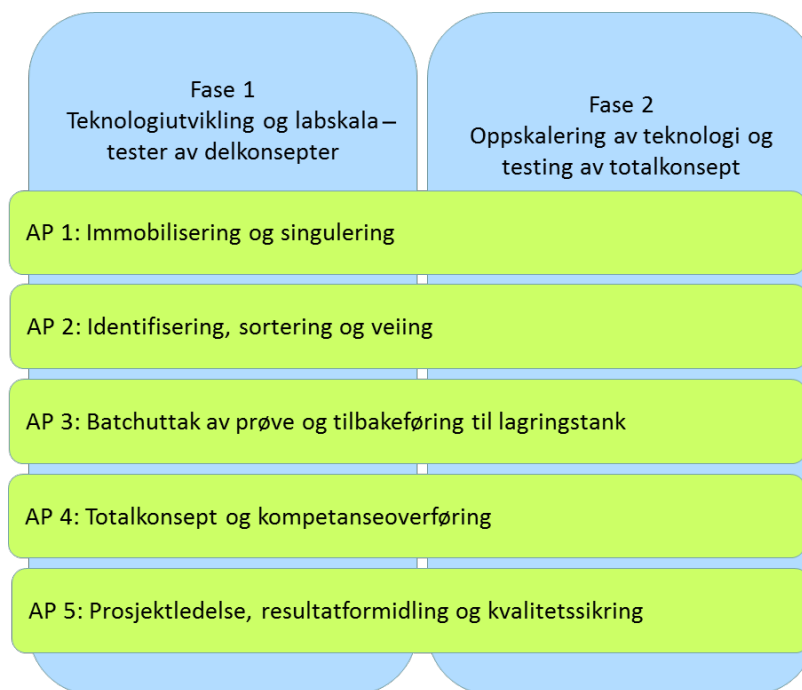 Fase 1
Teknologiutvikling og labskala –
tester av delkonsepter
Fase 2
Oppskalering av teknologi og
testing av totalkonsept
AP 1: Immobilisering og singulering
AP 2: Identifisering, sortering og veiing
AP 3: Batchuttak av prøve og tilbakeføring til lagringstank
AP 4: Totalkonsept og kompetanseoverføring
AP 5: Prosjektledelse, resultatformidling og kvalitetssikring